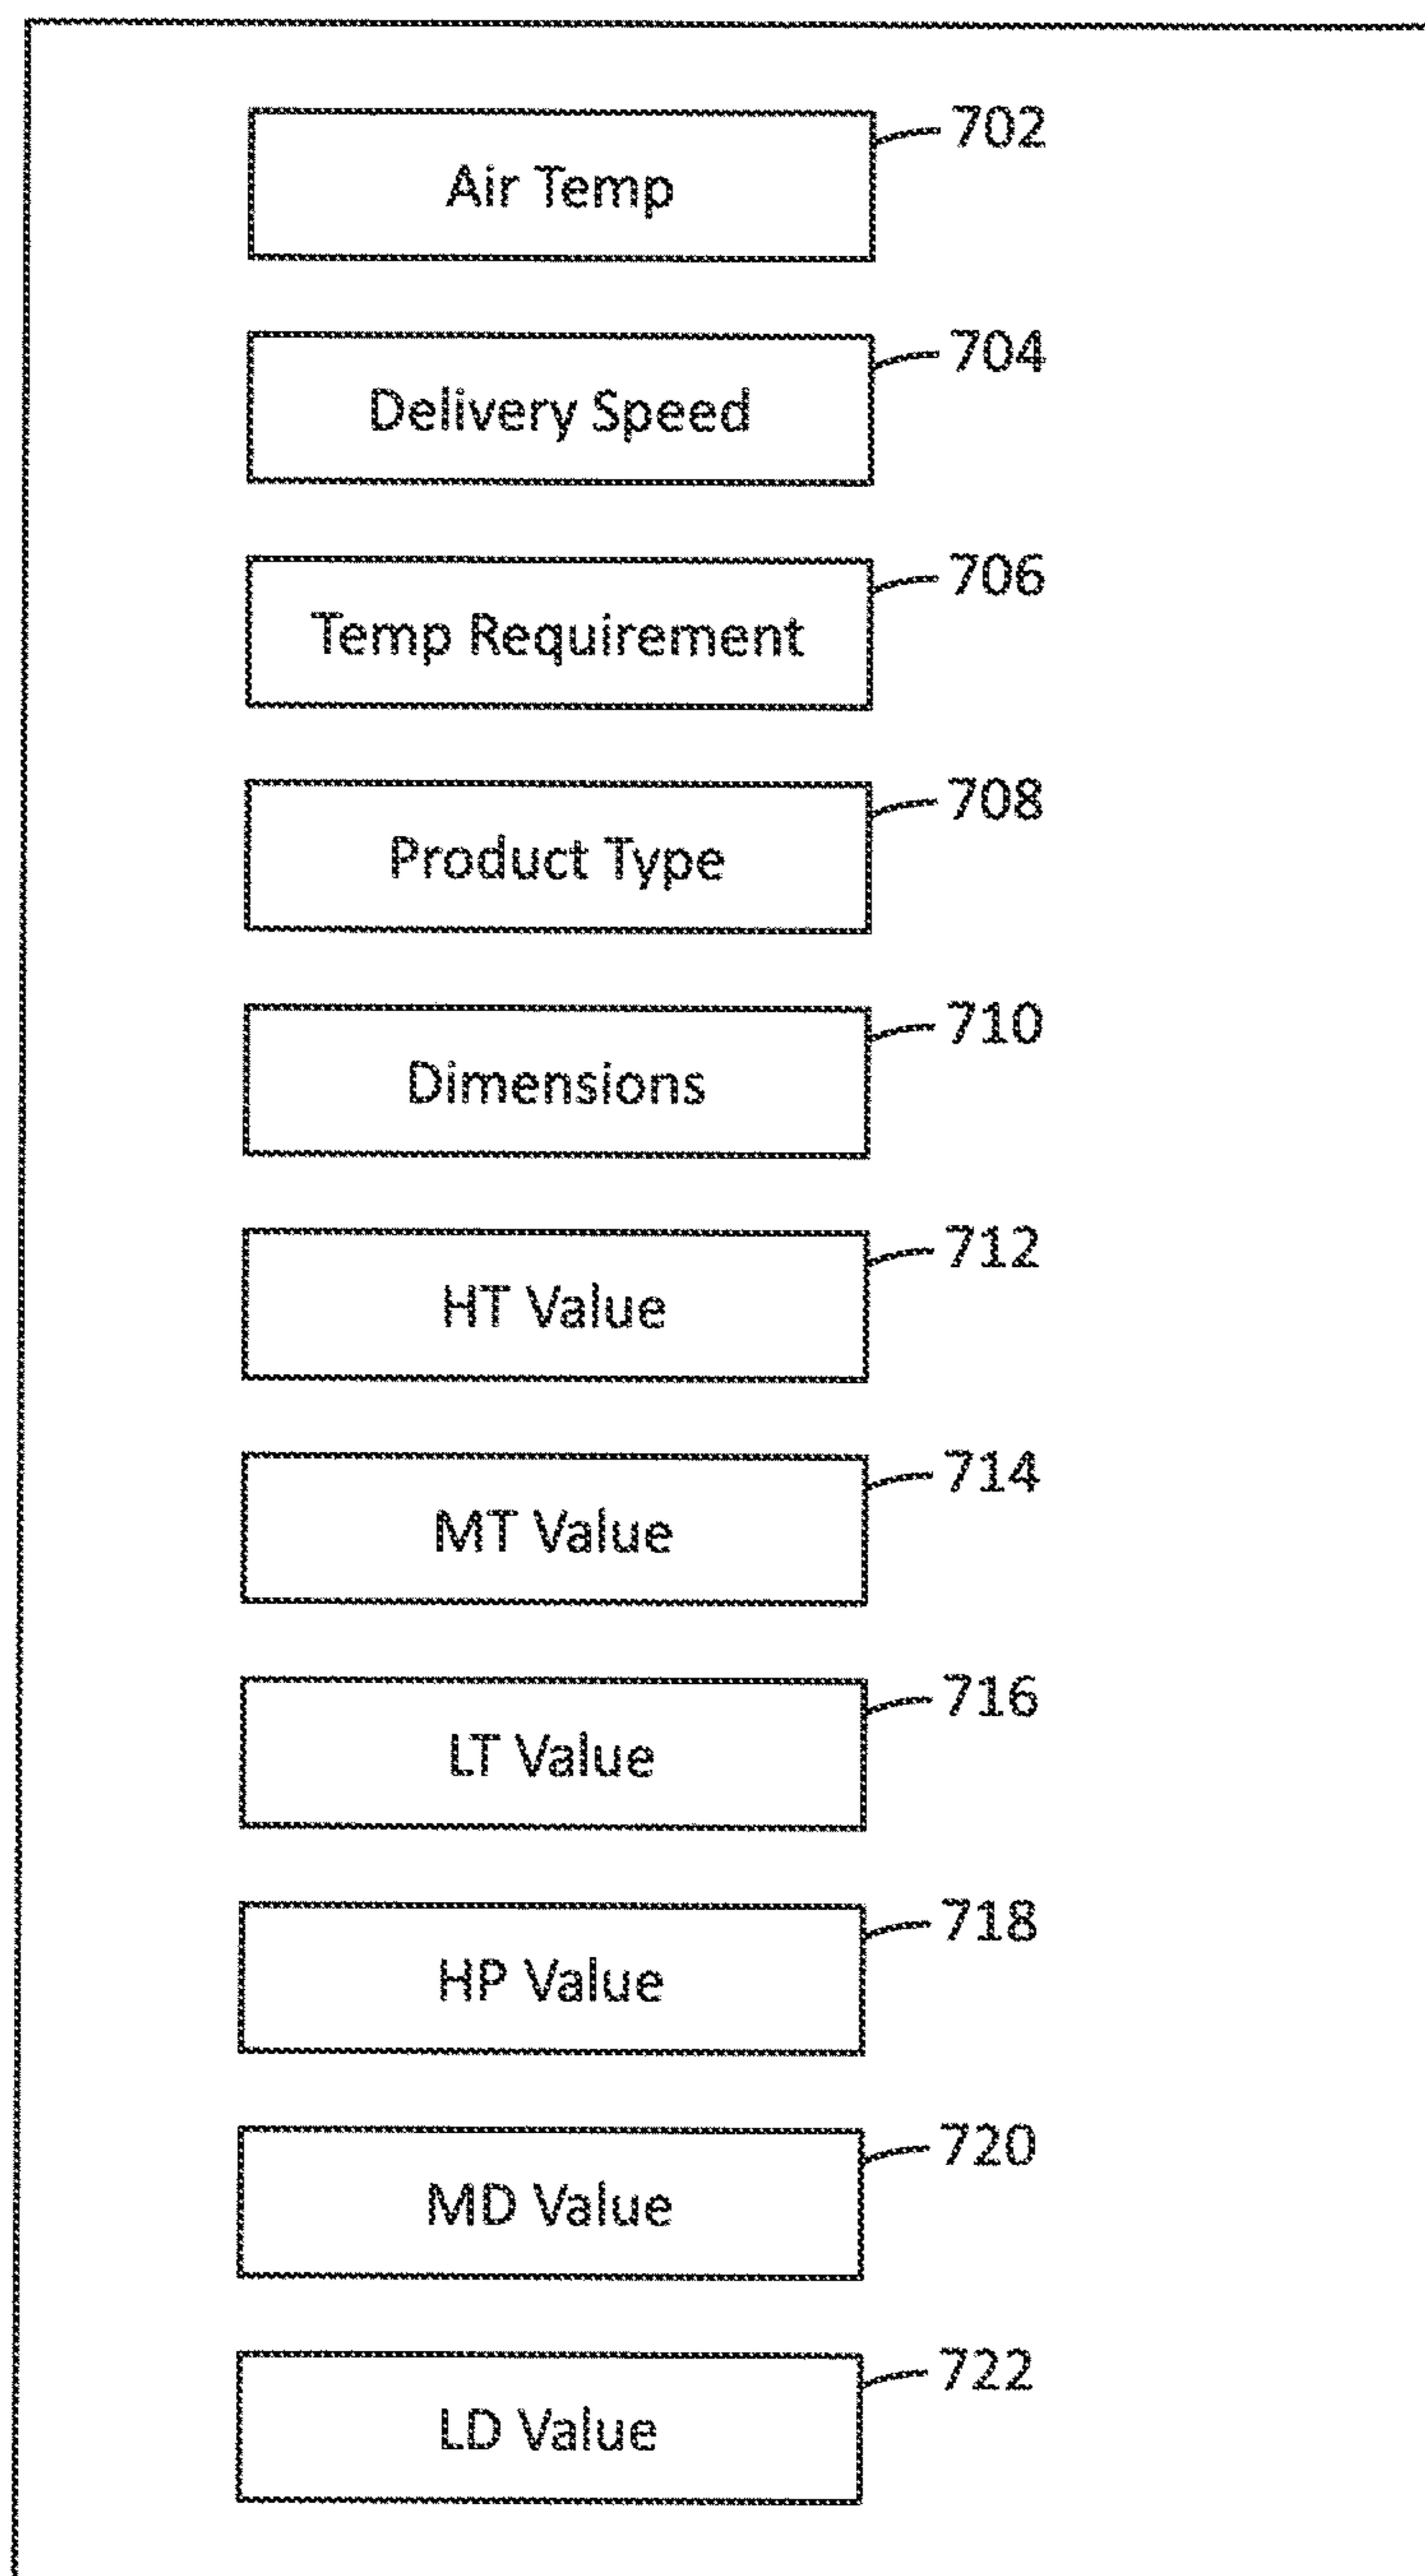 702
Air Temp
704
Delivery Speed
706
Temp Requirement
708
Product Type
710
Dimensions
712
HT Value
714
MT Value
716
LT Value
718
HP Value
720
MD Value
722
LD Value